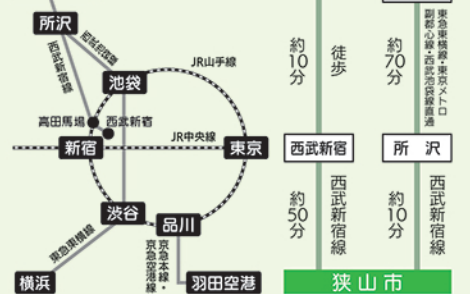 所沢
西武新宿線
西武池袋線
池袋
JR山手線
高田馬場
西武新宿
新宿
JR中央線
東京
渋谷
品川
東急東横線
京急本線・
京急空港線
横浜
羽田空港
約10分
徒歩
西武新宿
約50分
西武新宿線
約70分
東急東横線・東京メトロ
副都心線・西武池袋線直通
所沢
約10分
西武新宿線
狭山市